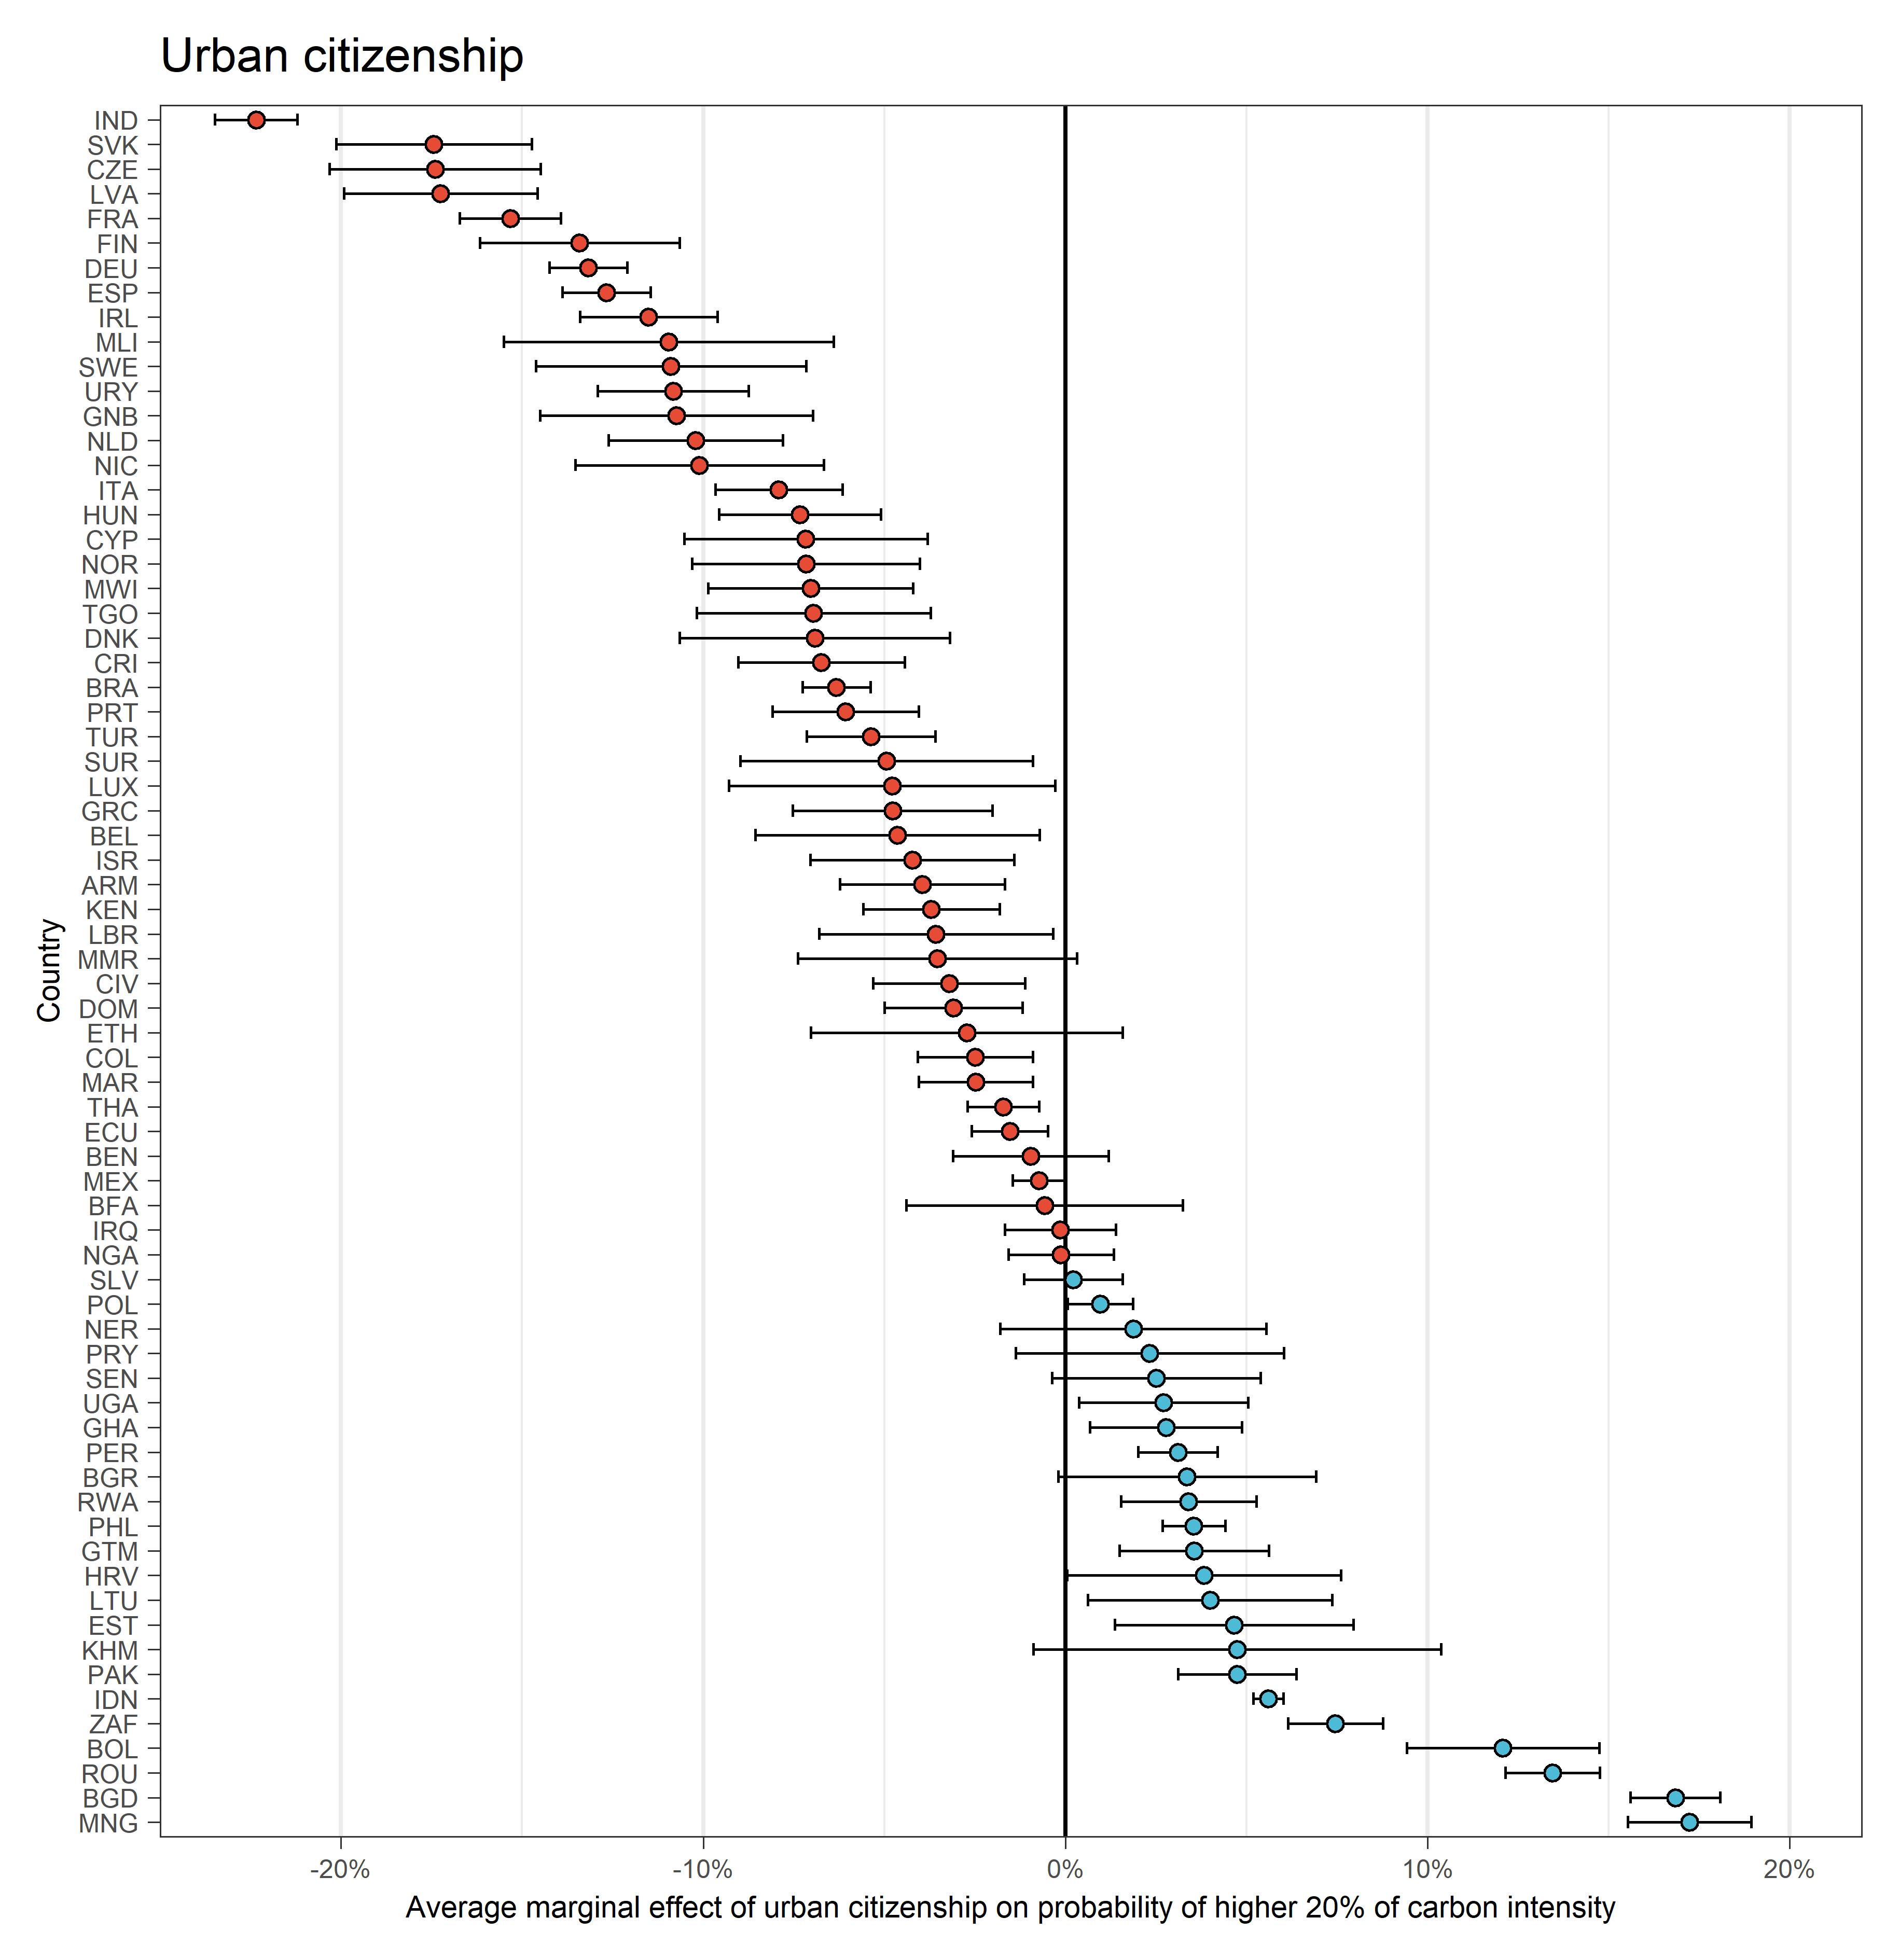 Urban citizenship
IND
SVK
CZE
LVA
FRA
FIN
DEU
ESP
IRL
MLI
SWE
URY
GNB
NLD
NIC
ITA
HUN
CYP
NOR
MWI
TGO
DNK
CRI
BRA
PRT
TUR
SUR
LUX
GRC
BEL
ISR
ARM
KEN
LBR
MMR
CIV
DOM
ETH
COL
MAR
THA
ECU
BEN
MEX
BFA
IRQ
NGA
SLV
POL
NER
PRY
SEN
UGA
GHA
PER
BGR
RWA
PHL
GTM
HRV
LTU
EST
KHM
PAK
IDN
ZAF
BOL
ROU
BGD
MNG
Country
-20% -10% 0% 10% 20%
Average marginal effect of urban citizenship on probability of higher 20% of carbon intensity